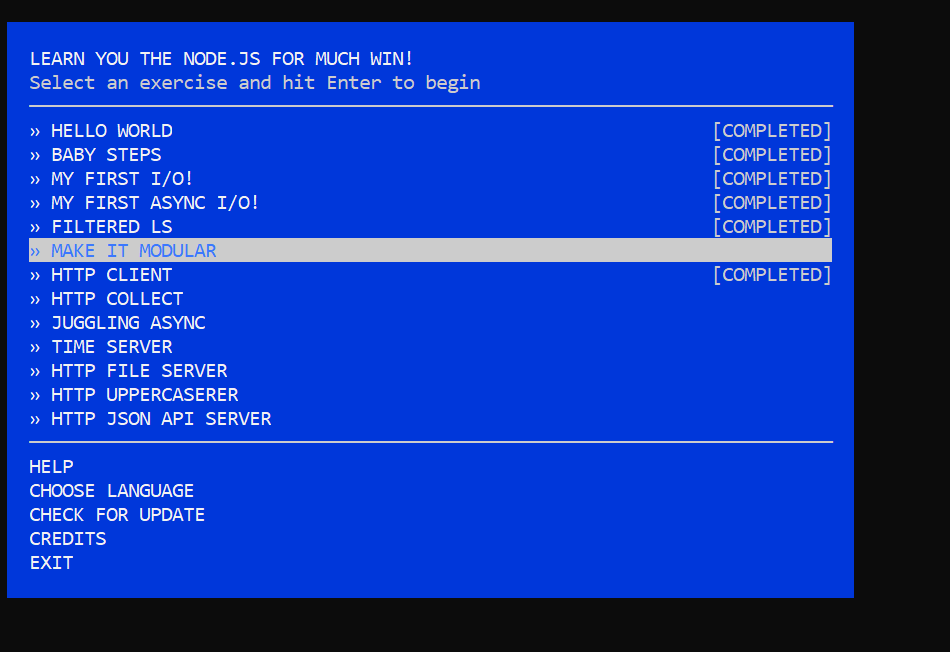 LEARN YOU THE NODE.JS FOR MUCH WIN!
Select an exercise and hit Enter to begin
» HELLO WORLD [COMPLETED]
» BABY STEPS [COMPLETED]
» MY FIRST I/O! [COMPLETED]
» MY FIRST ASYNC I/O! [COMPLETED]
» FILTERED LS [COMPLETED]
» MAKE IT MODULAR
» HTTP CLIENT [COMPLETED]
» HTTP COLLECT
» JUGGLING ASYNC
» TIME SERVER
» HTTP FILE SERVER
» HTTP UPPERCASERER
» HTTP JSON API SERVER
HELP
CHOOSE LANGUAGE
CHECK FOR UPDATE
CREDITS
EXIT